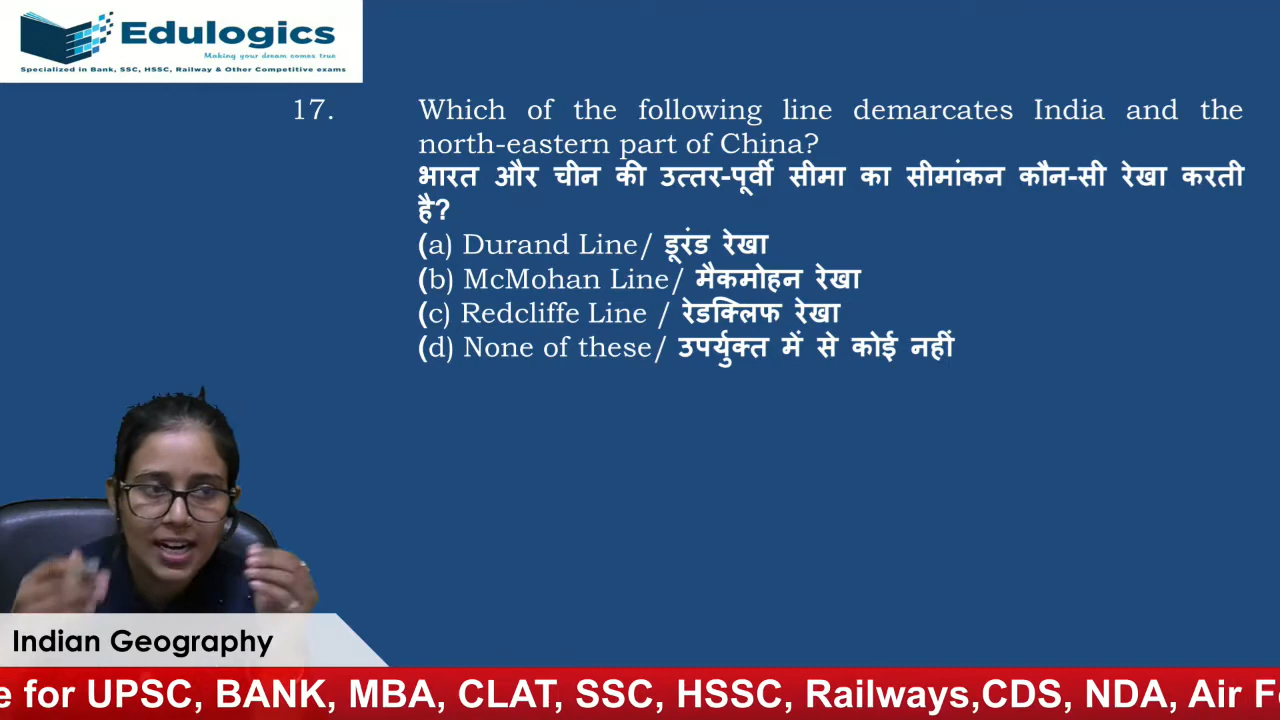 Edulogics
Making your dream comes true
Specialized in Bank, SSC, HSSC, Railway & Other Competitive exams
17. Which of the following line demarcates India and the
north-eastern part of China?
भारत और चीन की उत्तर-पूर्वी सीमा का सीमांकन कौन-सी रेखा करती
है?
(a) Durand Line/ डूरंड रेखा
(b) McMohan Line/ मैकमोहन रेखा
(c) Redcliffe Line / रेडक्लिफ रेखा
(d) None of these/ उपर्युक्त में से कोई नहीं
Indian Geography
e for UPSC, BANK, MBA, CLAT, SSC, HSSC, Railways,CDS, NDA, Air F